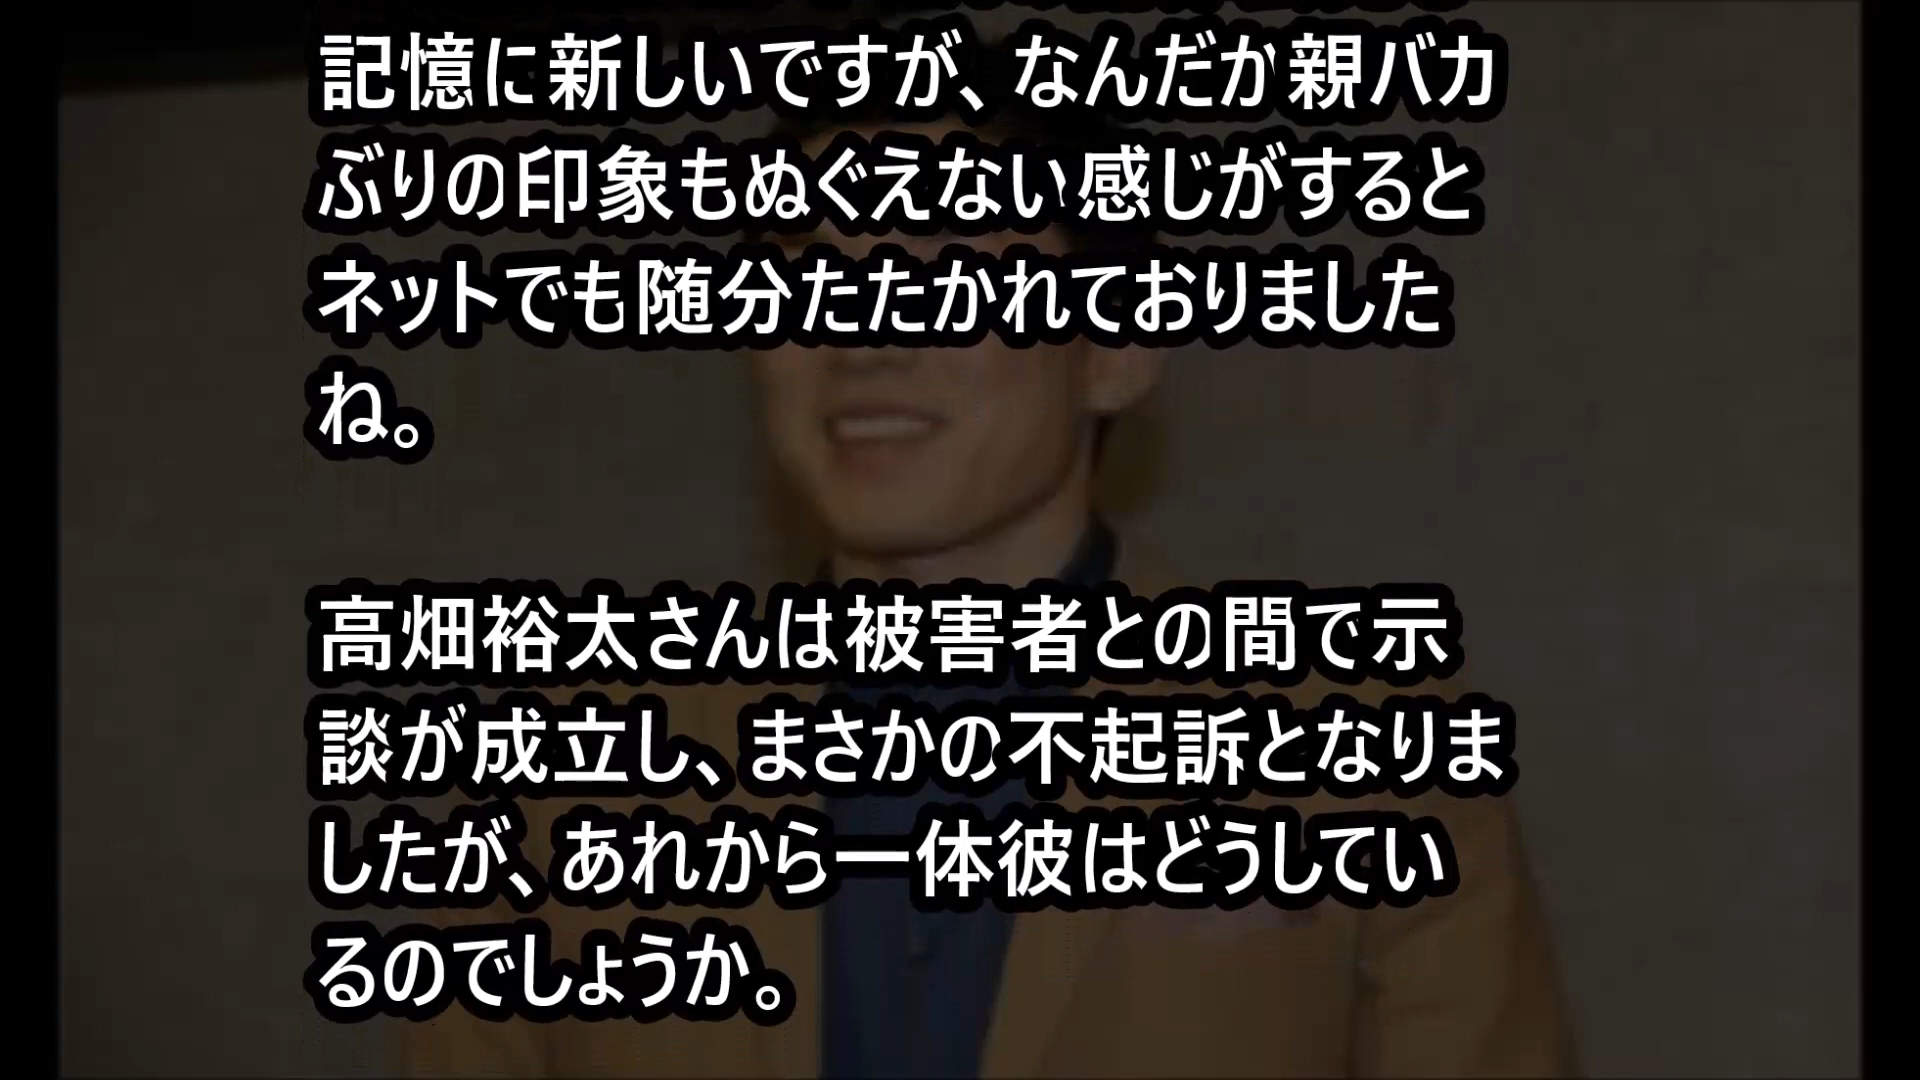 記憶に新しいですが、なんだか親バカ
ぶりの印象もぬぐえない感じがすると
ネットでも随分たたかれておりました
ね。
高畑裕太さんは被害者との間で示
談が成立し、まさかの不起訴となりま
したが、あれから一体彼はどうしてい
るのでしょうか。